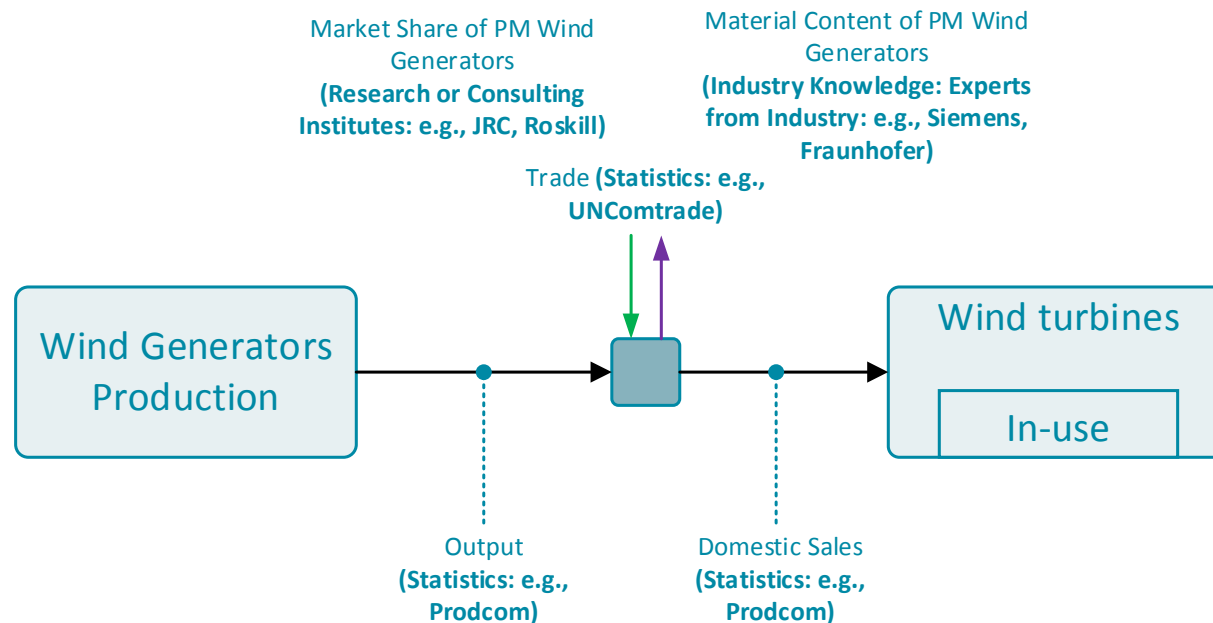 Market Share of PM Wind
Generators
(Research or Consulting
Institutes: e.g., JRC, Roskill)
Material Content of PM Wind
Generators
(Industry Knowledge: Experts
from Industry: e.g., Siemens,
Fraunhofer)
Trade (Statistics: e.g.,
UNComtrade)
Wind Generators
Production
Wind turbines
In-use
Output
(Statistics: e.g.,
Prodcom)
Domestic Sales
(Statistics: e.g.,
Prodcom)